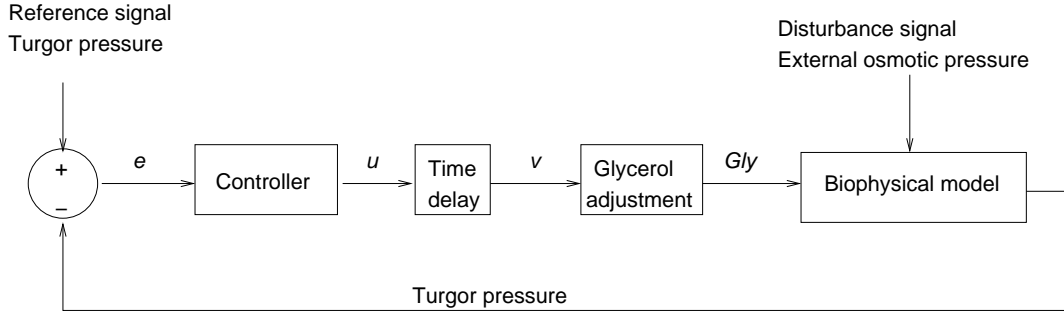 Reference signal
Turgor pressure
Disturbance signal
External osmotic pressure
+
−
e
Controller
u
Time
delay
v
Glycerol
adjustment
Gly
Biophysical model
Turgor pressure